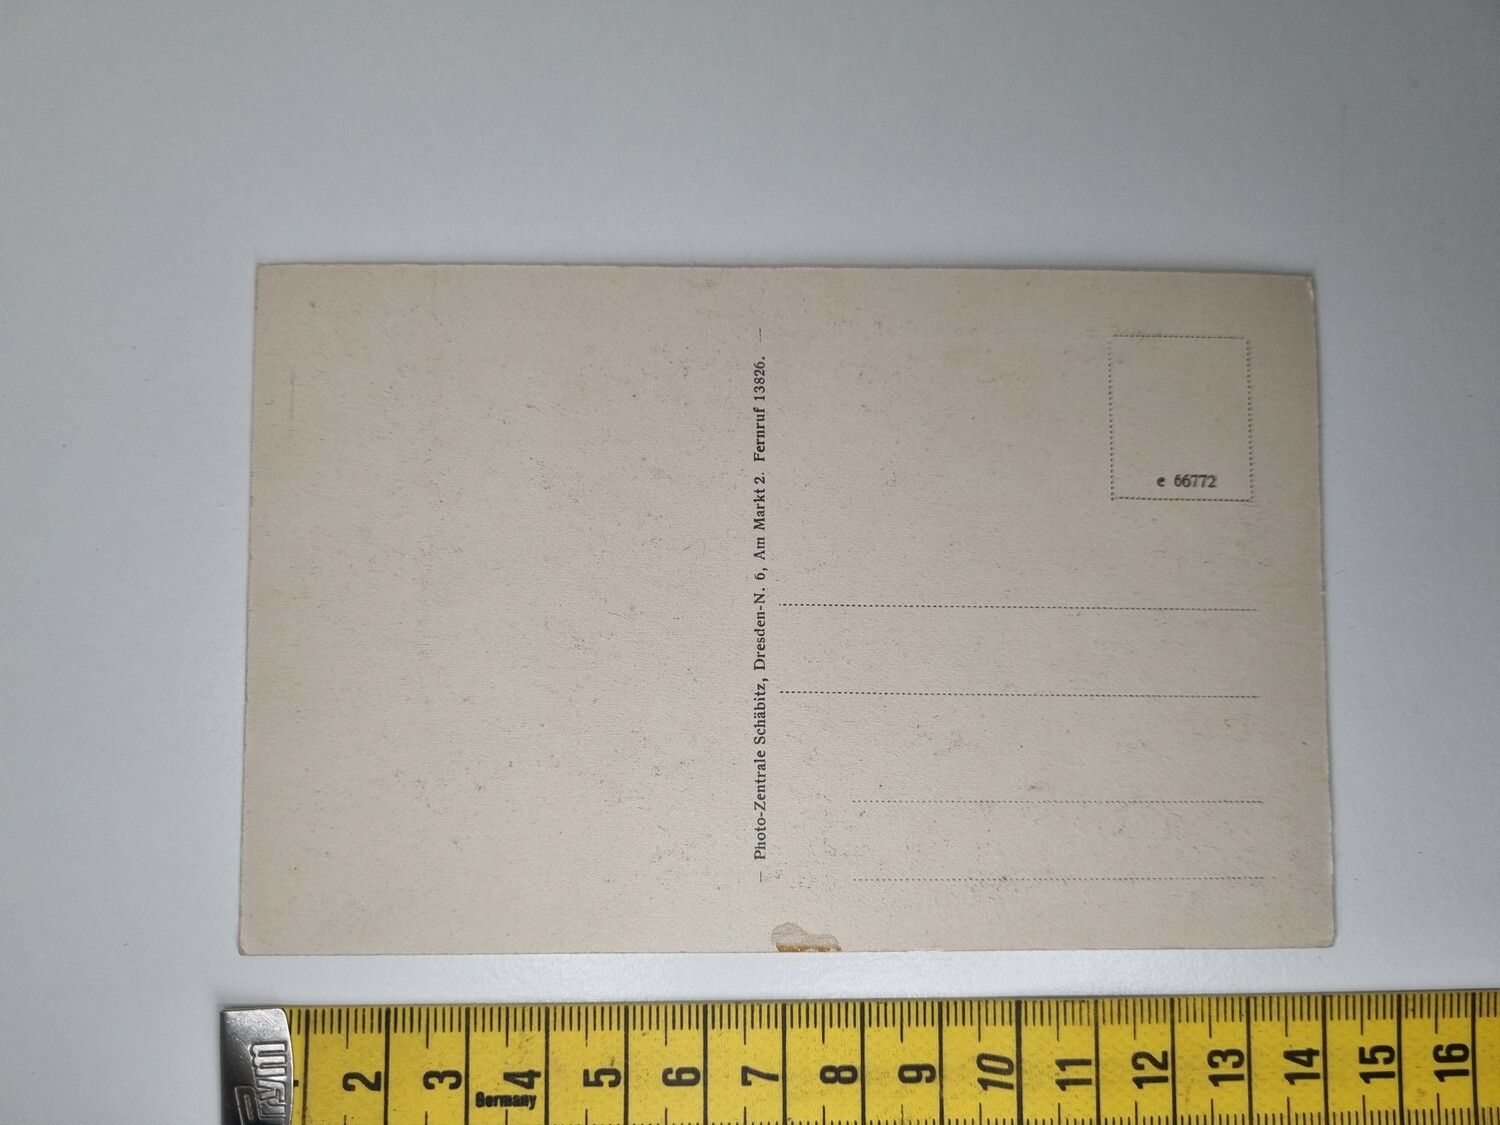 — Photo-Zentrale Schäbitz, Dresden-N. 6, Am Markt 2. Fernruf 13826. —
e 66772
Prym
2 3 4 5 6 7 8 9 10 11 12 13 14 15 16
Germany